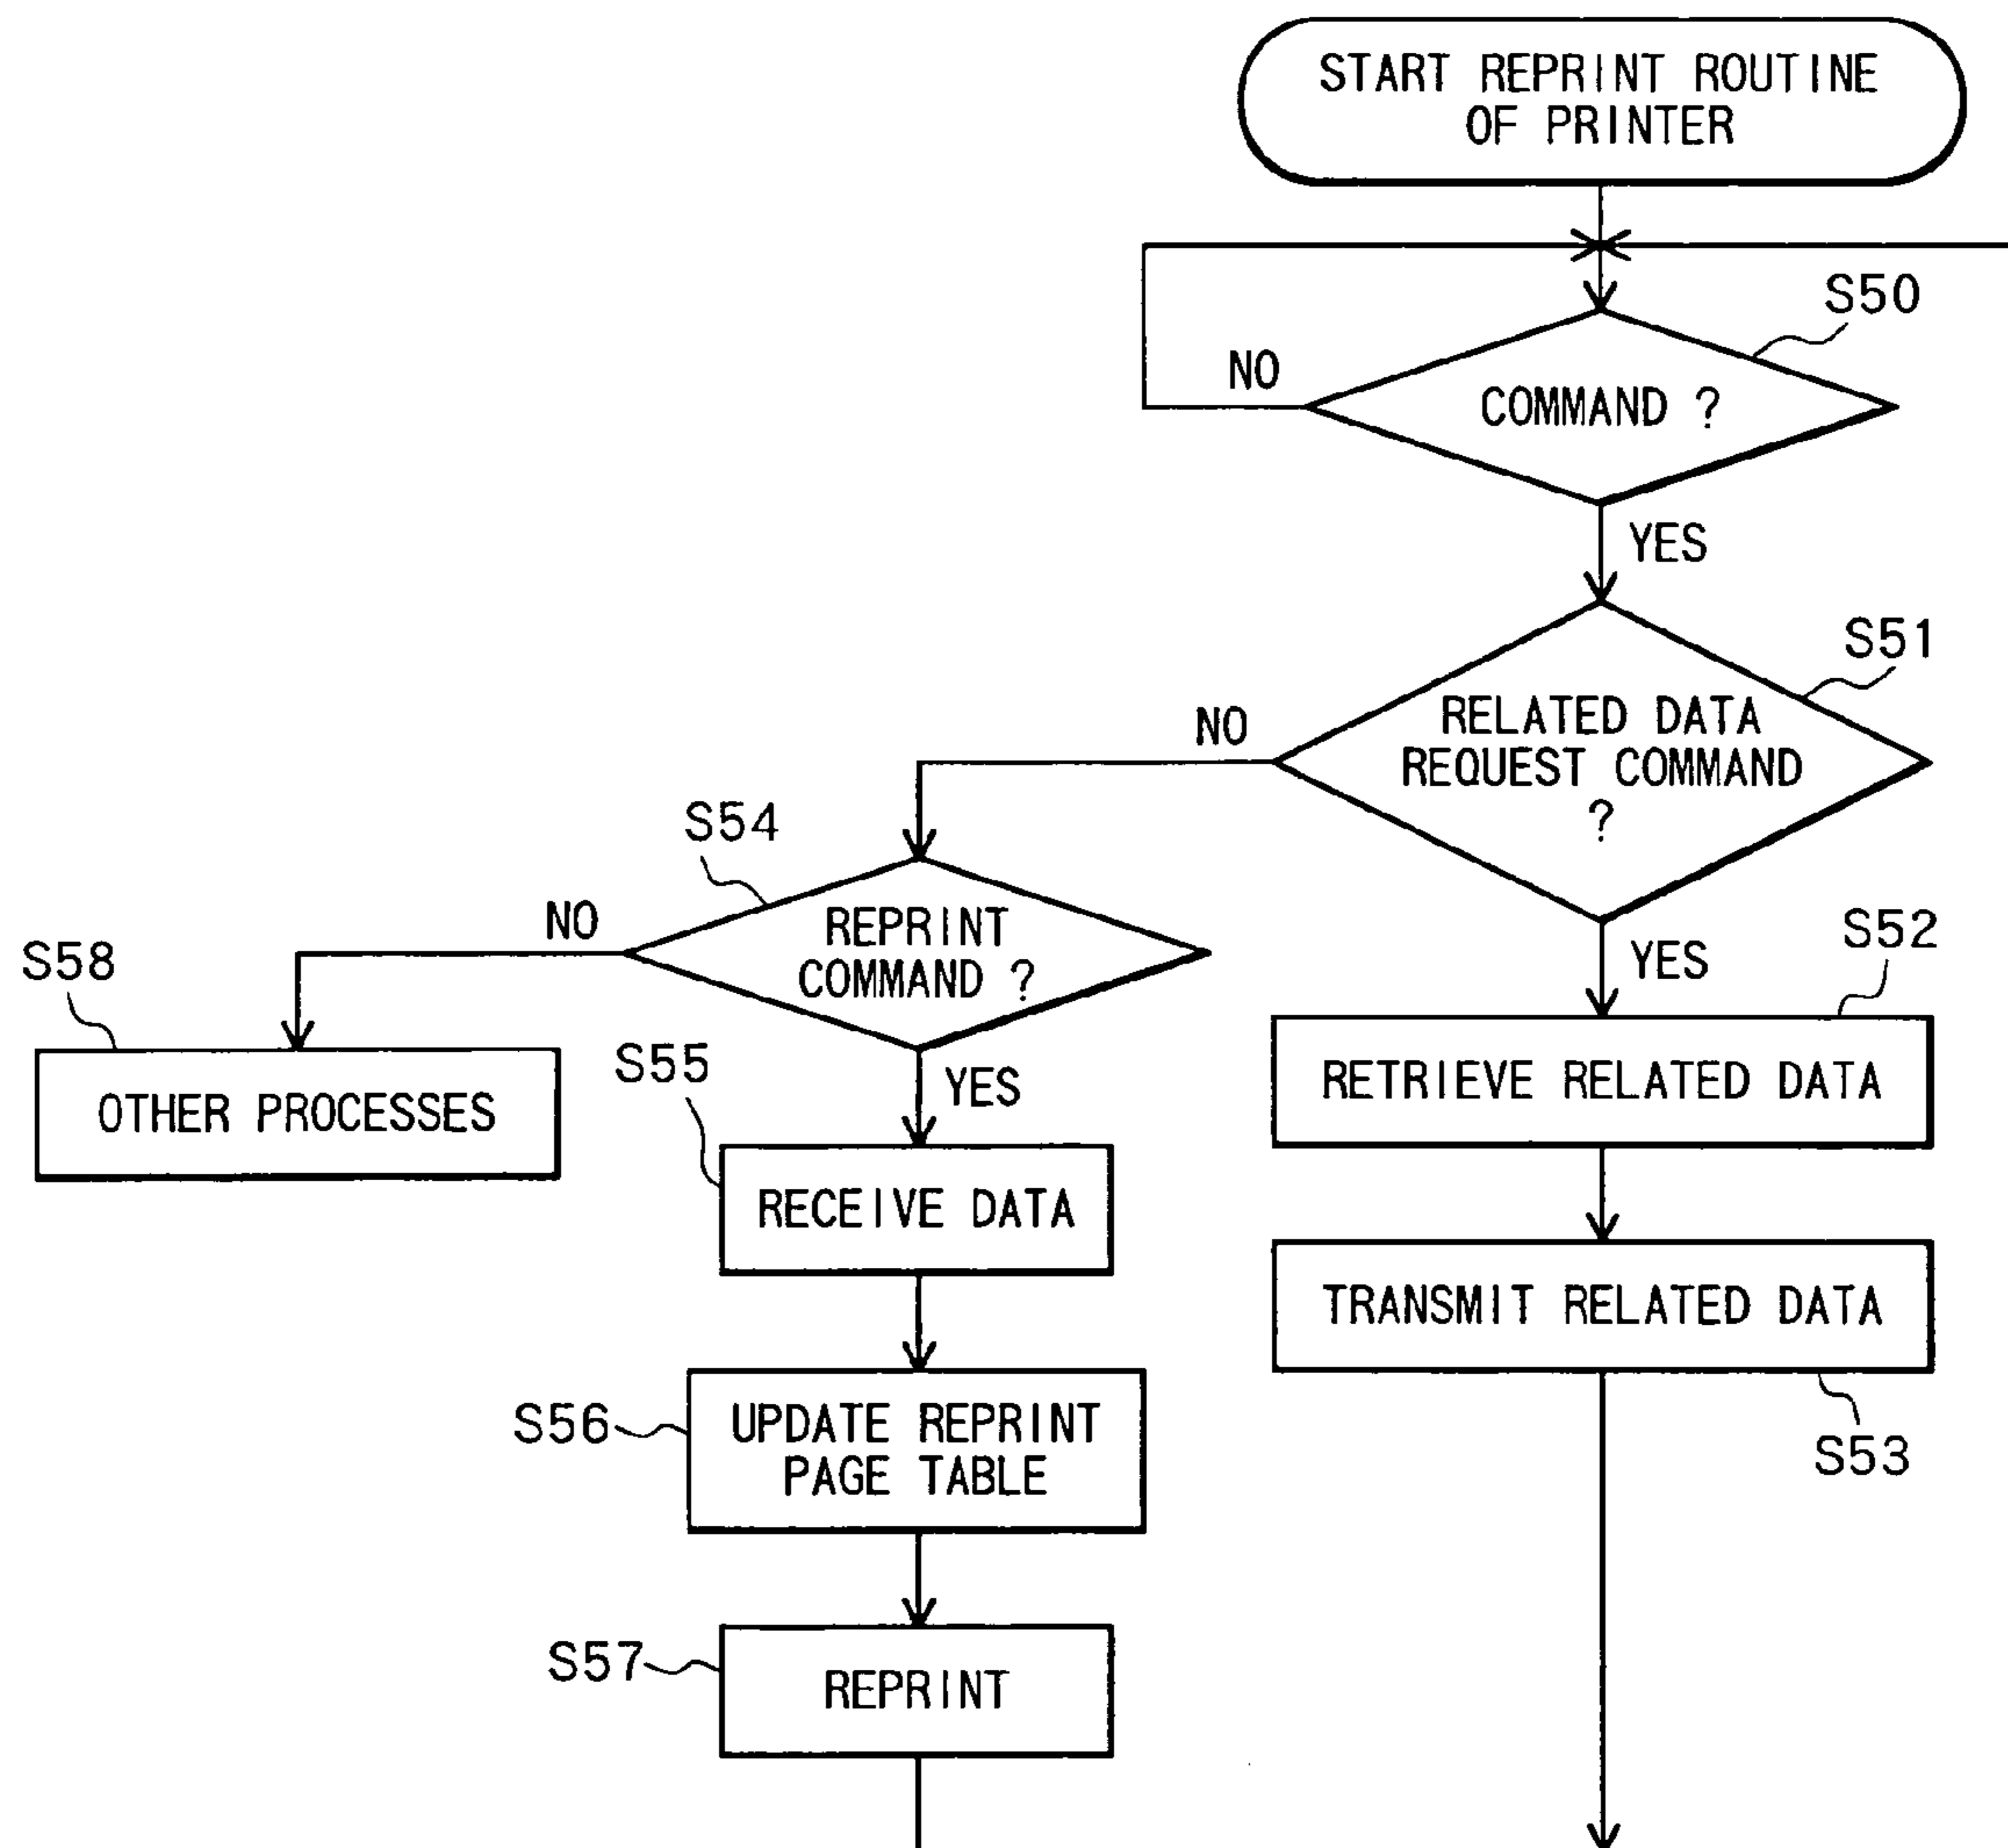 START REPRINT ROUTINE
OF PRINTER
S50
NO
COMMAND ?
YES
S51
NO
RELATED DATA
REQUEST COMMAND
?
S54
NO
REPRINT
COMMAND ?
YES
S52
S58
OTHER PROCESSES
S55
YES
RETRIEVE RELATED DATA
RECEIVE DATA
TRANSMIT RELATED DATA
S53
S56
UPDATE REPRINT
PAGE TABLE
S57
REPRINT